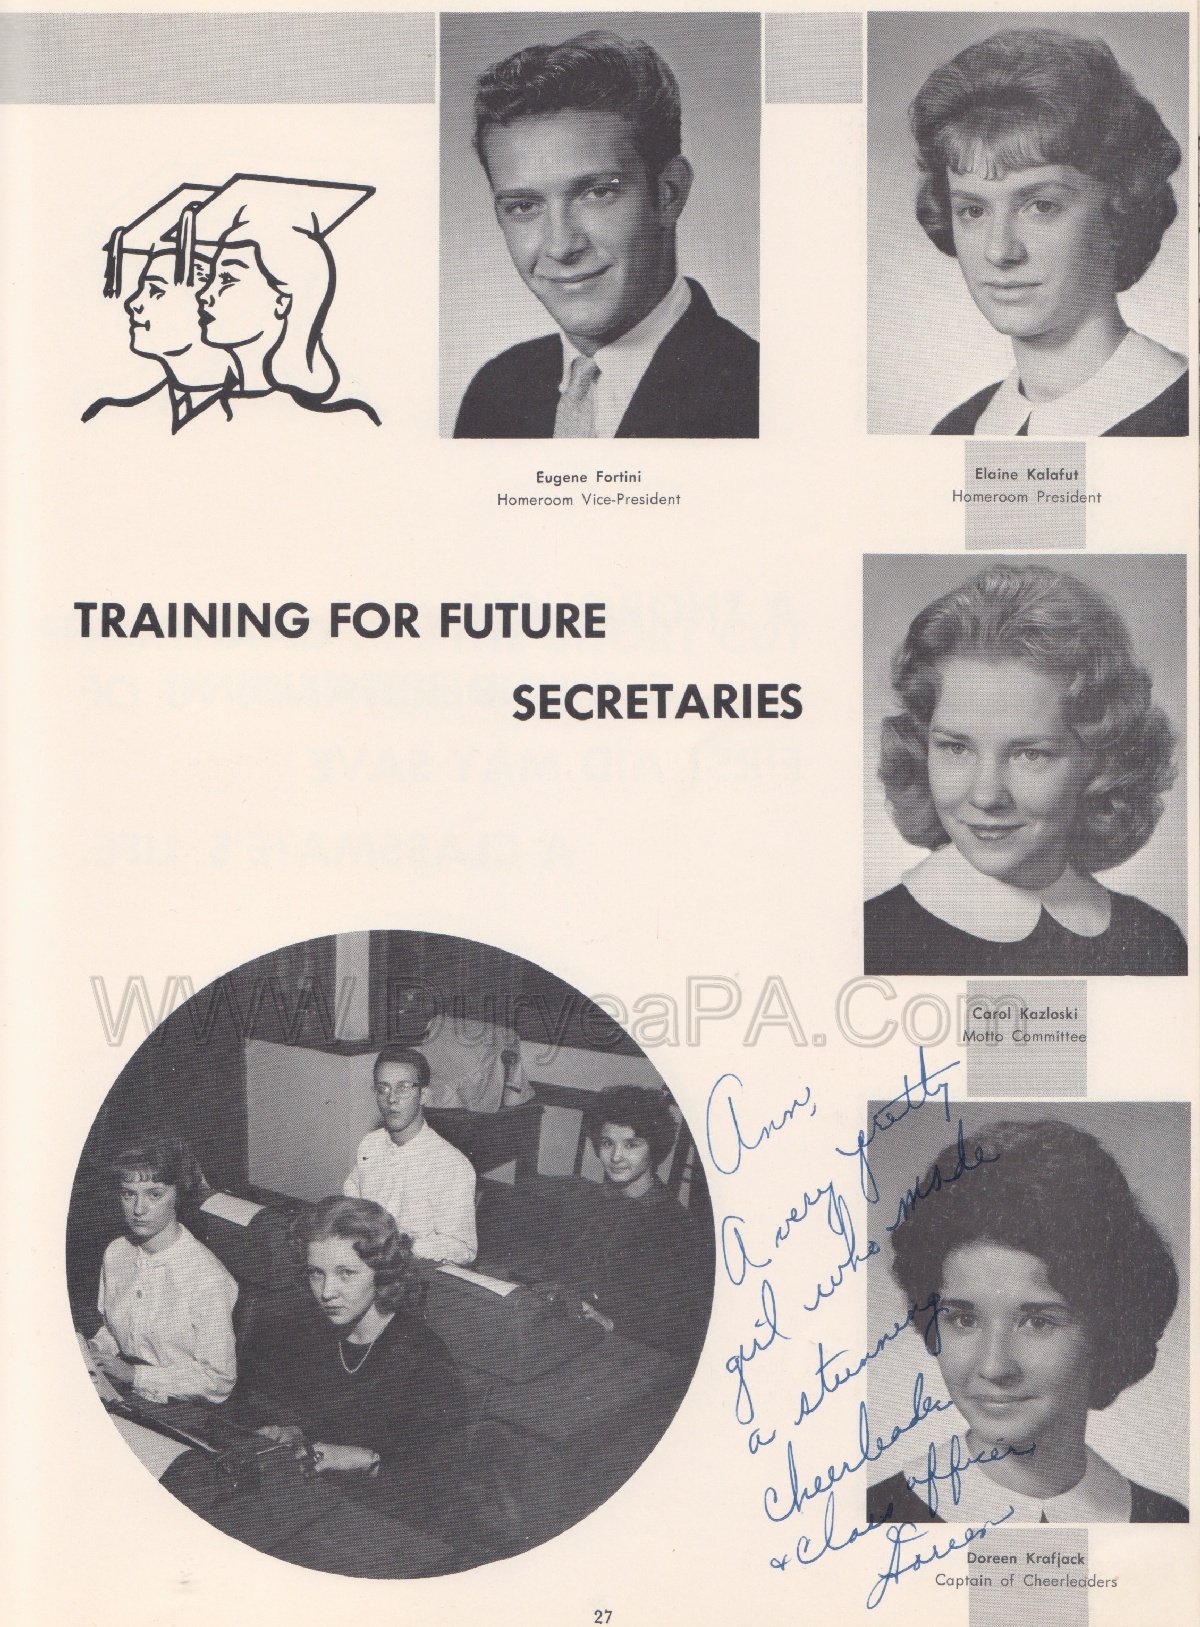 Eugene Fortini
Homeroom Vice-President
Elaine Kalafut
Homeroom President
TRAINING FOR FUTURE
SECRETARIES
WWW.DuryeaPA.Com
Carol Kazloski
Motto Committee
Ann,
A very pretty
girl who made
a stunning
cheerleader
& class officer
Doreen
Doreen Krafjack
Captain of Cheerleaders
27